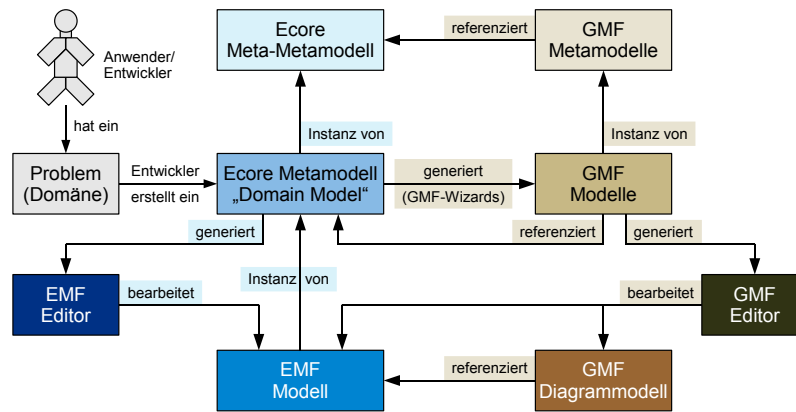 Ecore
Meta-Metamodell
referenziert
GMF
Metamodelle
Anwender/
Entwickler
hat ein
Instanz von
Instanz von
Problem
(Domäne)
Entwickler
erstellt ein
Ecore Metamodell
„Domain Model“
generiert
(GMF-Wizards)
GMF
Modelle
generiert
referenziert
generiert
Instanz von
EMF
Editor
bearbeitet
bearbeitet
GMF
Editor
EMF
Modell
referenziert
GMF
Diagrammodell